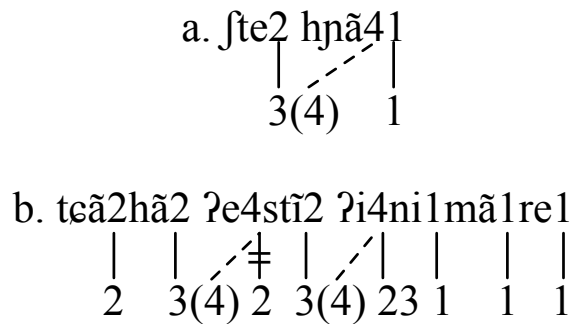 a. ʃte2 hɲã41
3(4) 1
b. tɕã2hã2 ʔe4stĩ2 ʔi4ni1mã1re1
2 3(4) 2 3(4) 23 1 1 1